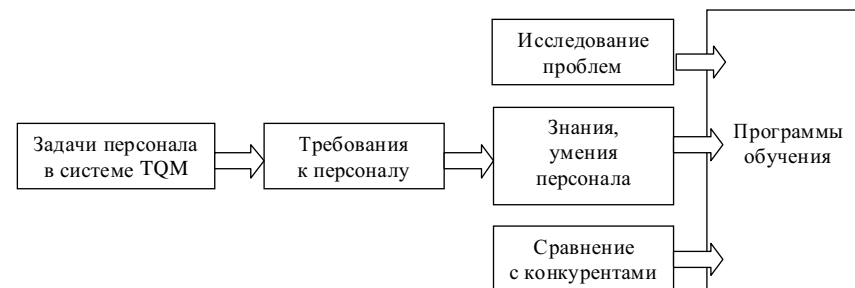 Исследование
проблем
Задачи персонала
в системе TQM
Требования
к персоналу
Знания,
умения
персонала
Программы
обучения
Сравнение
с конкурентами